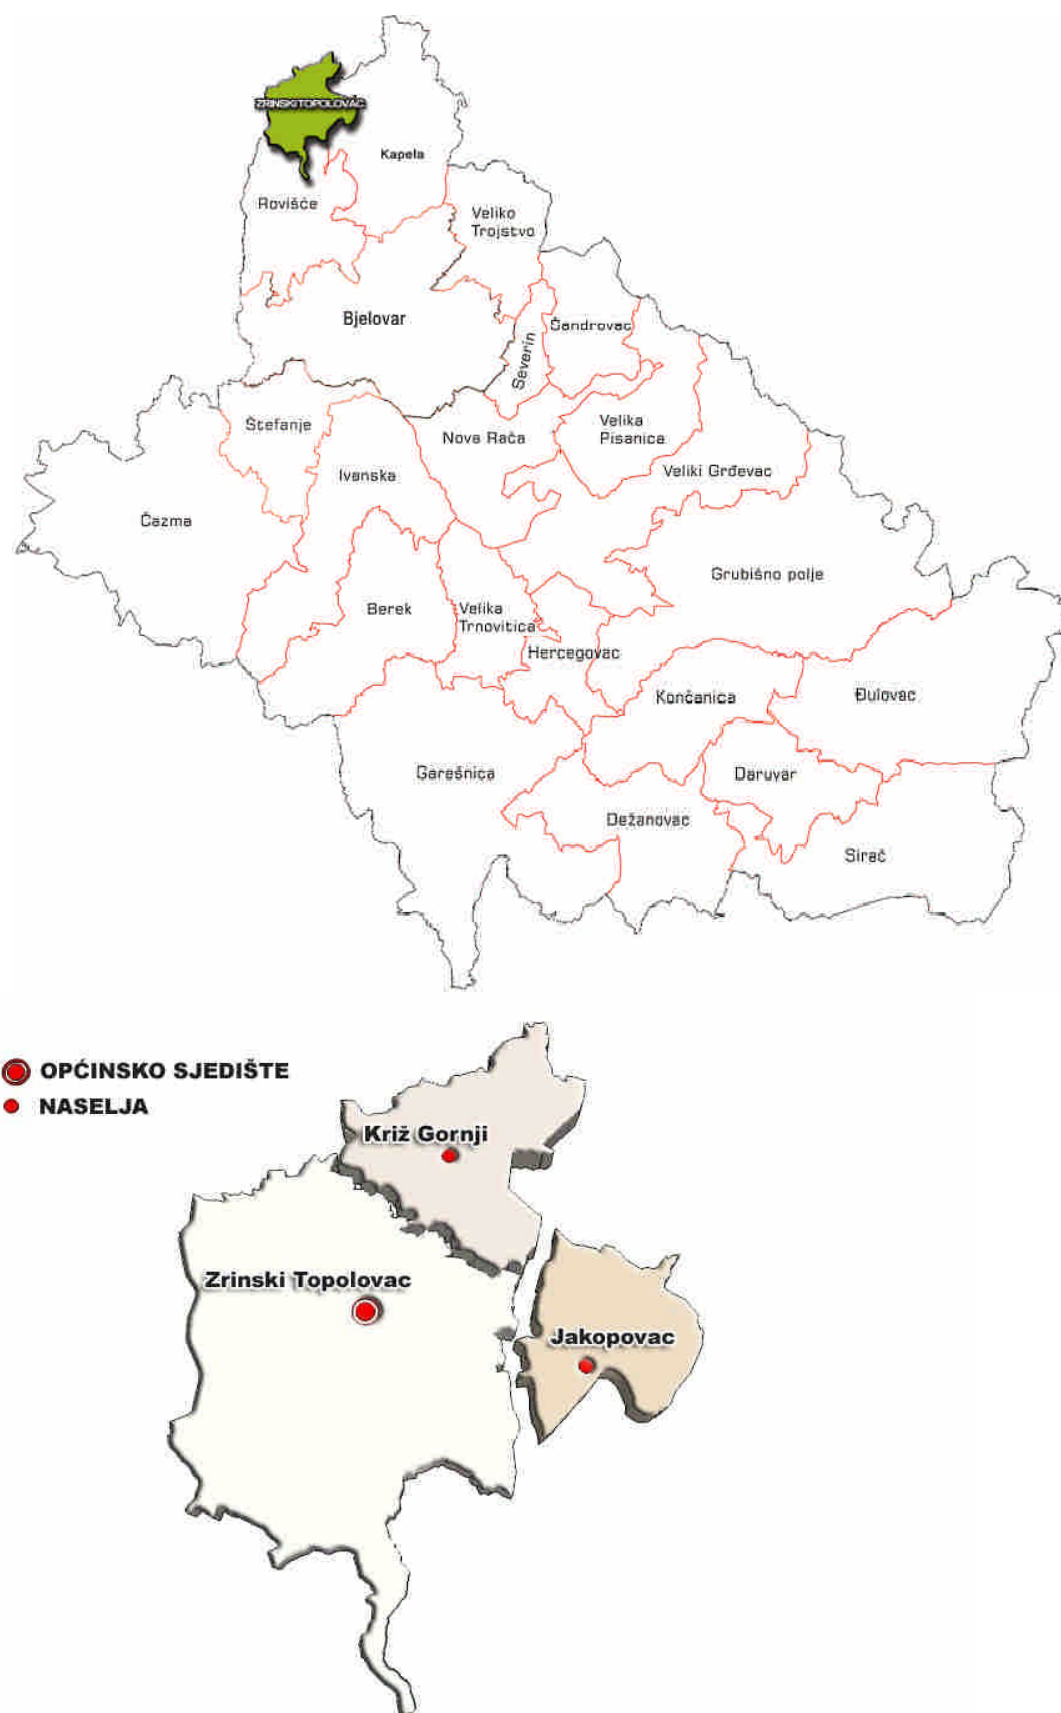 ZRINSKI TOPOLOVAC
Kapela
Rovišće
Veliko
Trojstvo
Bjelovar
Severin
Šandrovac
Štefanje
Nova Rača
Velika
Pisanica
Ivanska
Veliki Grđevac
Čazma
Grubišno polje
Berek
Velika
Trnovitica
Hercegovac
Končanica
Đulovac
Garešnica
Daruvar
Dežanovac
Sirač
OPĆINSKO SJEDIŠTE
NASELJA
Križ Gornji
Zrinski Topolovac
Jakopovac